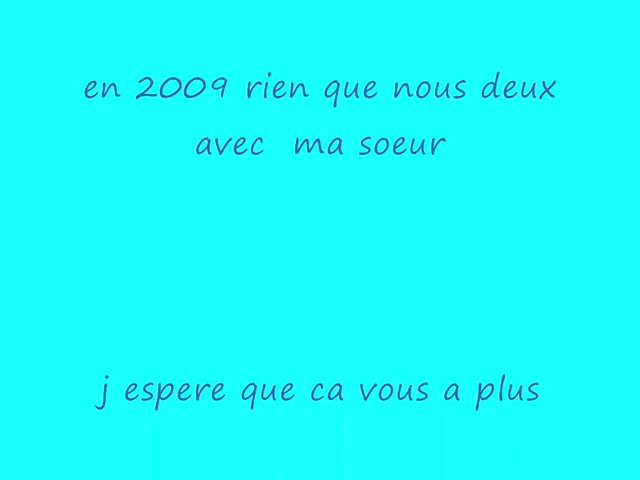 en 2009 rien que nous deux
avec ma soeur
j espere que ca vous a plus